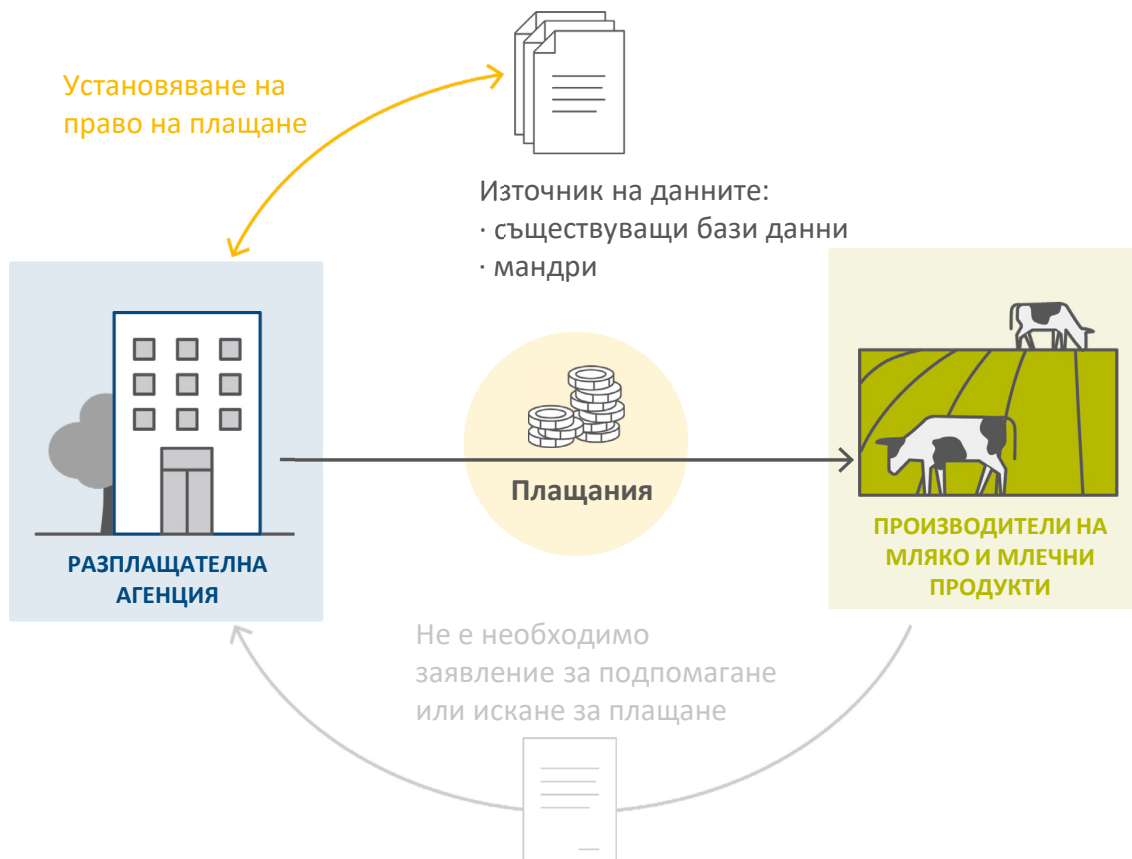 Установяване на
право на плащане
Източник на данните:
· съществуващи бази данни
· мандри
Плащания
РАЗПЛАЩАТЕЛНА
АГЕНЦИЯ
ПРОИЗВОДИТЕЛИ НА
МЛЯКО И МЛЕЧНИ
ПРОДУКТИ
Не е необходимо
заявление за подпомагане
или искане за плащане